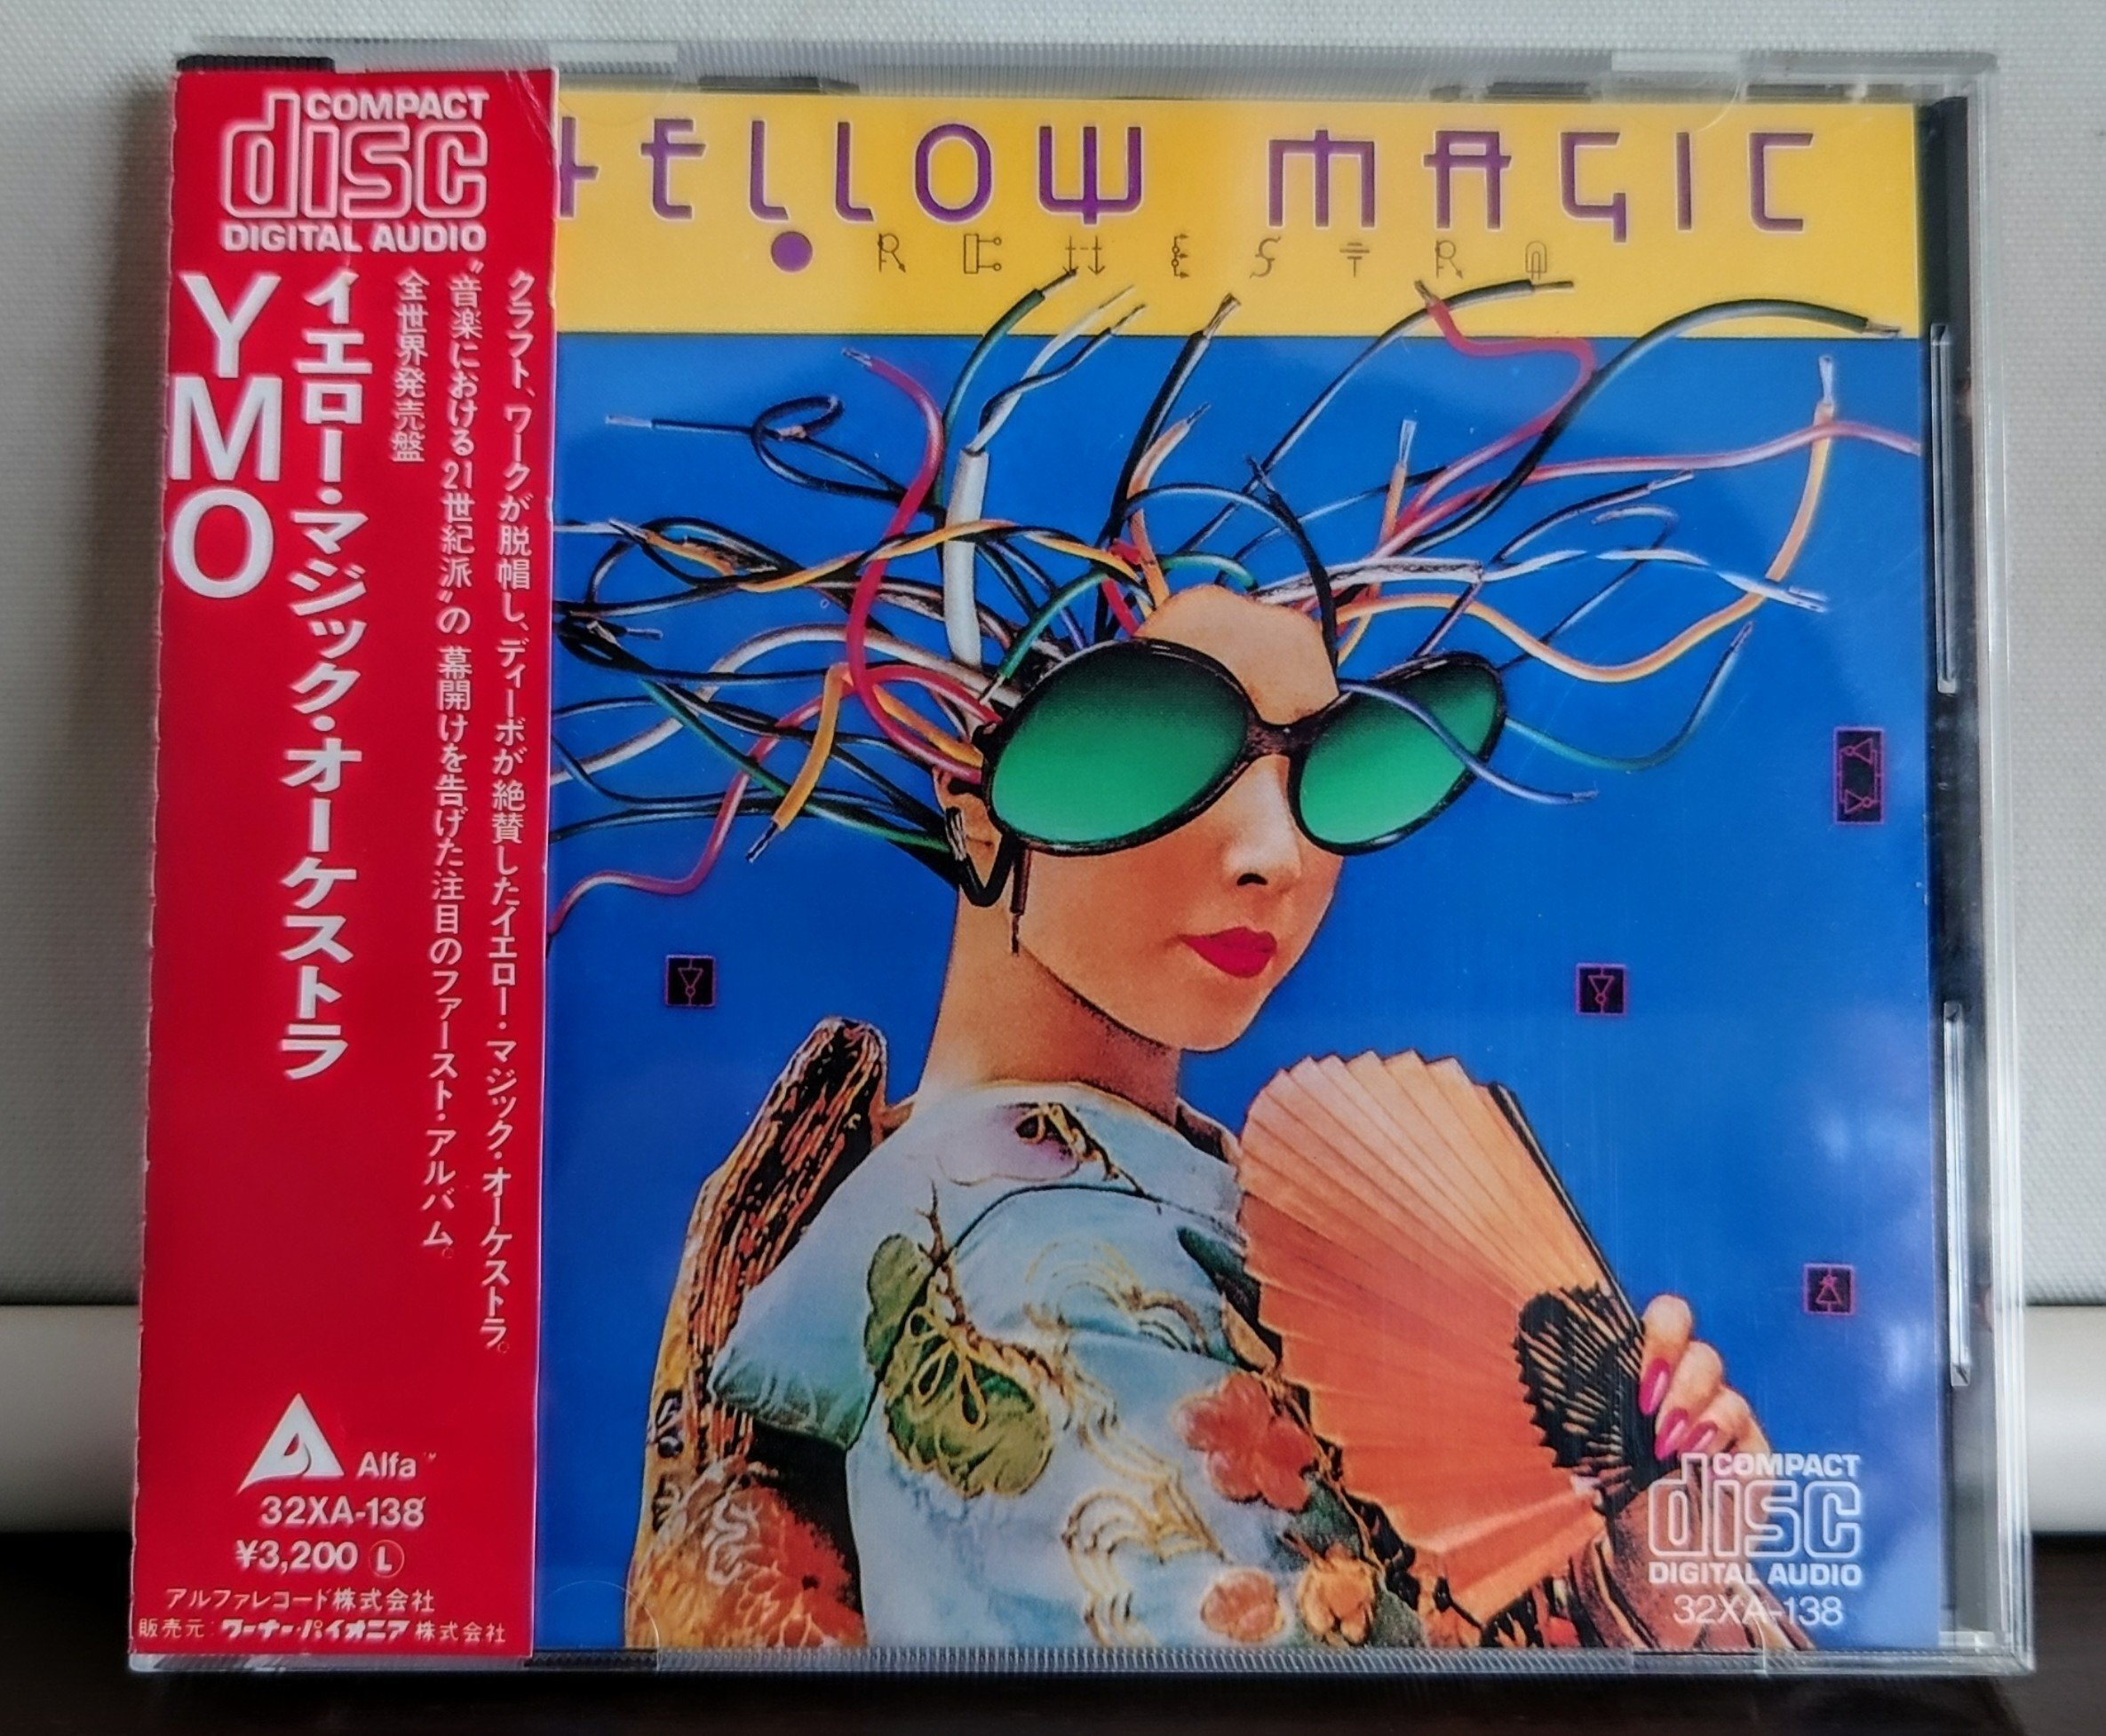 COMPACT
disc
DIGITAL AUDIO
クラフト、ワークが脱帽し、ディーボが絶賛したイエロー・マジック・オーケストラ。
“音楽における21世紀派”の 幕開けを告げた注目のファースト・アルバム。
全世界発売盤
イエロー・マジック・オーケストラ
YMO
Alfa™
32XA-138
¥3,200 Ⓛ
アルファレコード株式会社
販売元:ワーナー・パイオニア株式会社
YELLOW MAGIC
ORCHESTRA
COMPACT
disc
DIGITAL AUDIO
32XA-138